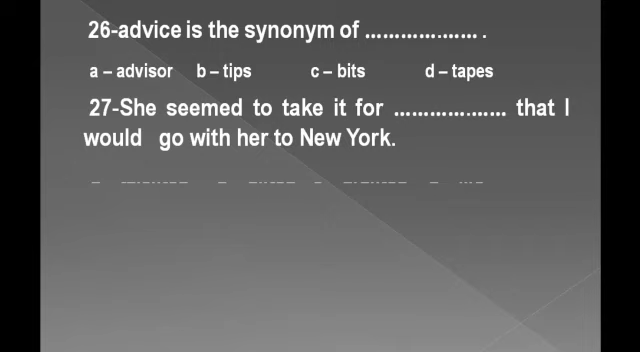 26-advice is the synonym of ……………….…… .
a – advisor b – tips c – bits d – tapes
27-She seemed to take it for ………….…… that I
would go with her to New York.